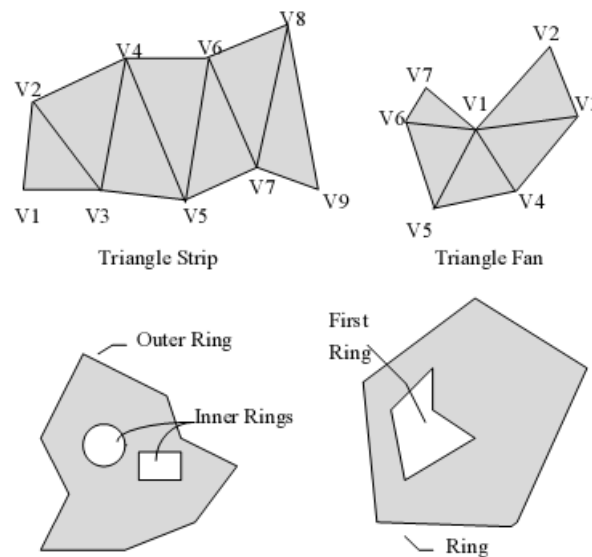 V8
V4 V6
V2
V1 V3 V5 V7 V9
Triangle Strip
V2
V7 V1
V6
V4
V5
Triangle Fan
Outer Ring
Inner Rings
First
Ring
Ring